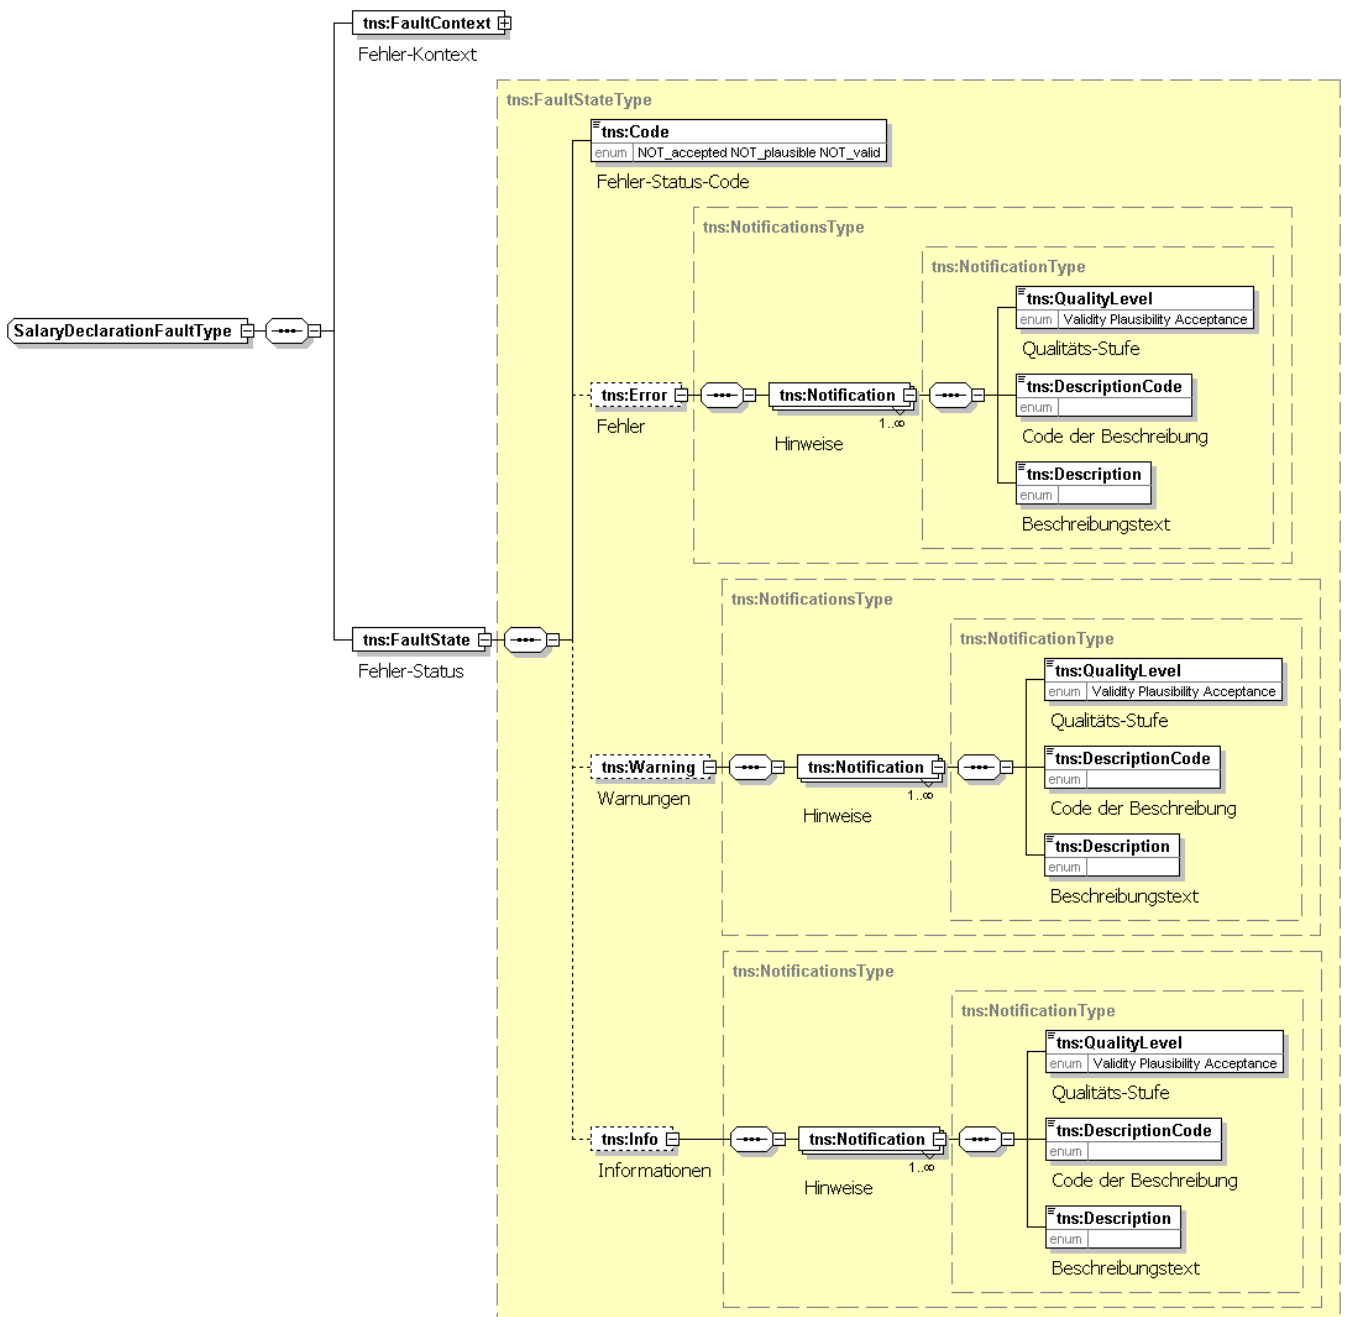 tns:FaultContext
Fehler-Kontext
tns:FaultStateType
tns:Code
enum NOT_accepted NOT_plausible NOT_valid
Fehler-Status-Code
tns:NotificationsType
tns:NotificationType
tns:QualityLevel
enum Validity Plausibility Acceptance
Qualitäts-Stufe
SalaryDeclarationFaultType
tns:Error
Fehler
tns:Notification
1..∞
Hinweise
tns:DescriptionCode
enum
Code der Beschreibung
tns:Description
enum
Beschreibungstext
tns:FaultState
Fehler-Status
tns:NotificationsType
tns:NotificationType
tns:QualityLevel
enum Validity Plausibility Acceptance
Qualitäts-Stufe
tns:Warning
Warnungen
tns:Notification
1..∞
Hinweise
tns:DescriptionCode
enum
Code der Beschreibung
tns:Description
enum
Beschreibungstext
tns:NotificationsType
tns:NotificationType
tns:QualityLevel
enum Validity Plausibility Acceptance
Qualitäts-Stufe
tns:Info
Informationen
tns:Notification
1..∞
Hinweise
tns:DescriptionCode
enum
Code der Beschreibung
tns:Description
enum
Beschreibungstext